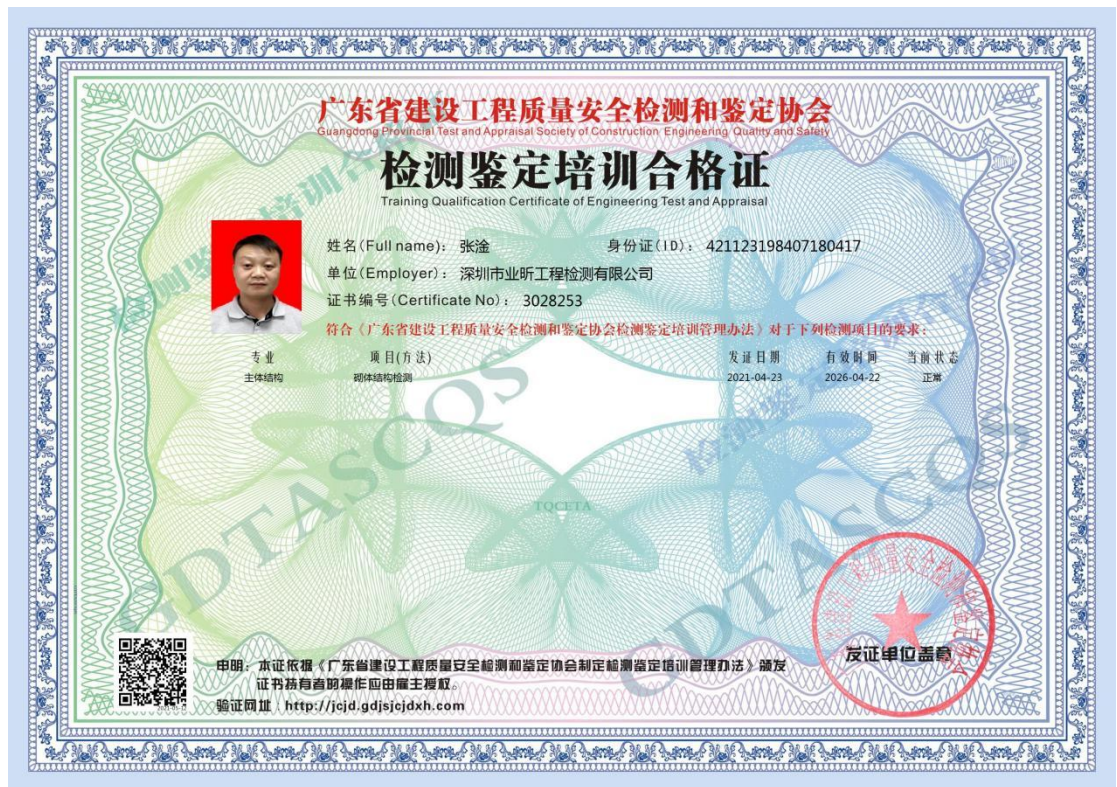 广东省建设工程质量安全检测和鉴定协会
Guangdong Provincial Test and Appraisal Society of Construction Engineering Quality and Safety
检测鉴定培训合格证
Training Qualification Certificate of Engineering Test and Appraisal
姓名(Full name): 张淦 身份证(ID): 421123198407180417
单位(Employer): 深圳市业昕工程检测有限公司
证书编号(Certificate No): 3028253
符合《广东省建设工程质量安全检测和鉴定协会检测鉴定培训管理办法》对于下列检测项目的要求:
专业 项目(方法) 发证日期 有效时间 当前状态
主体结构 砌体结构检测 2021-04-23 2026-04-22 正常
GDTASCQS
GDTASCQS
TQCETA
发证单位盖章
申明: 本证依据《广东省建设工程质量安全检测和鉴定协会制定检测鉴定培训管理办法》颁发
证书持有者的操作应由雇主授权。
验证网址 http://jcjd.gdjsjcjdxh.com